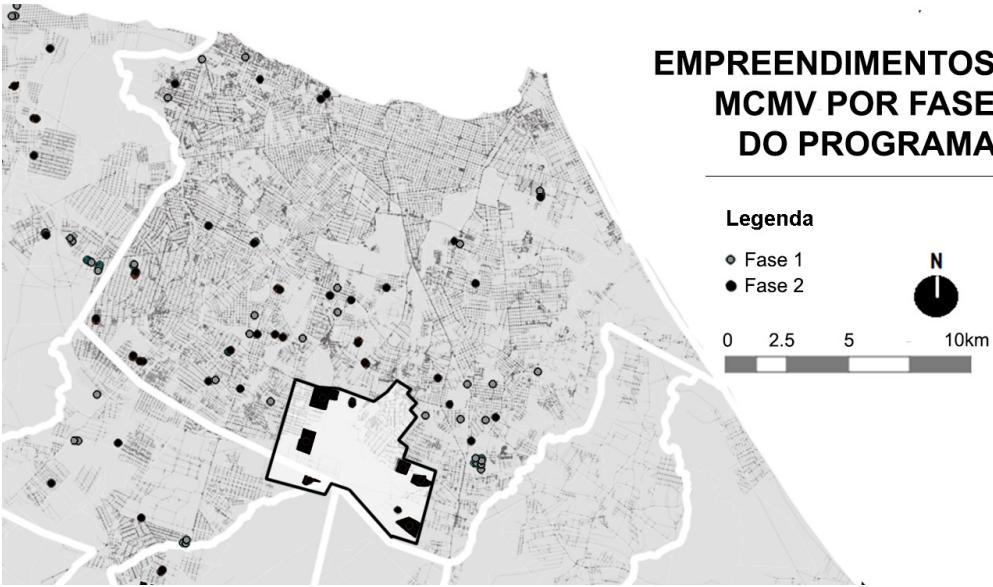 EMPREENDIMENTOS
MCMV POR FASE
DO PROGRAMA
Legenda
Fase 1
Fase 2
N
0 2.5 5 10km